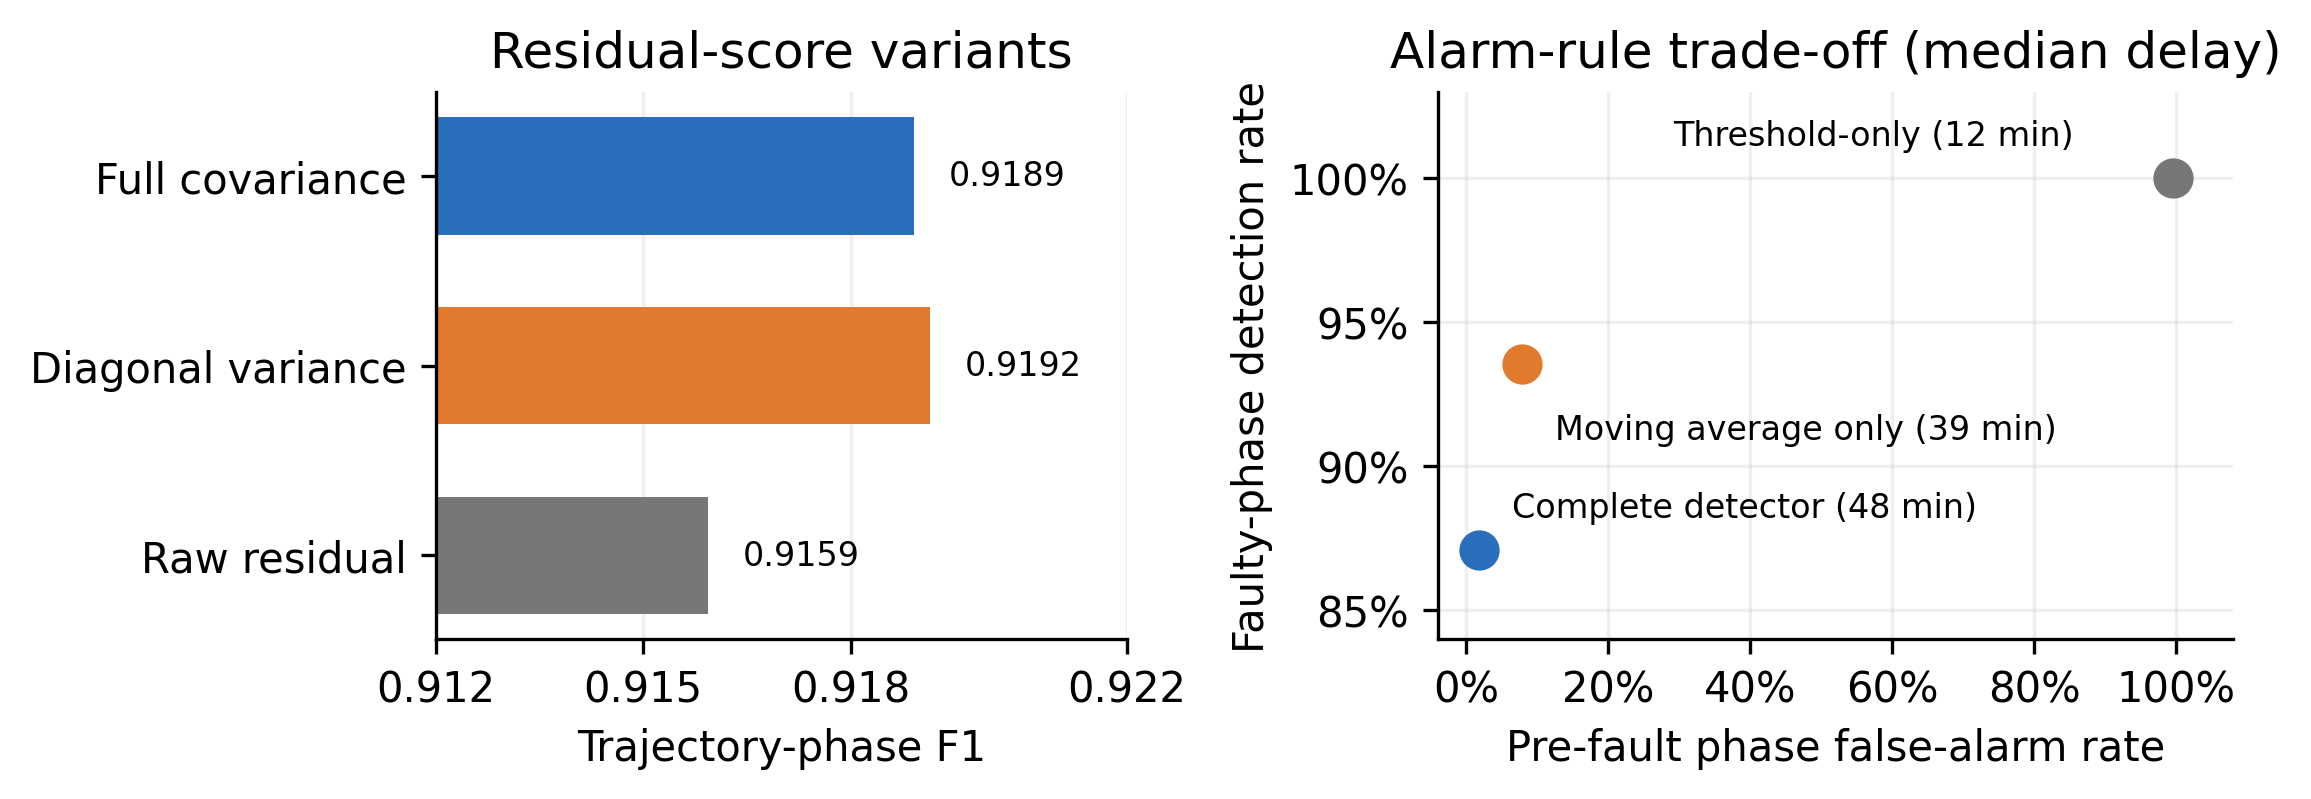 Residual-score variants
Full covariance
0.9189
Diagonal variance
0.9192
Raw residual
0.9159
0.912
0.915
0.918
0.922
Trajectory-phase F1
Alarm-rule trade-off (median delay)
Faulty-phase detection rate
100%
95%
90%
85%
Threshold-only (12 min)
Moving average only (39 min)
Complete detector (48 min)
0%
20%
40%
60%
80%
100%
Pre-fault phase false-alarm rate